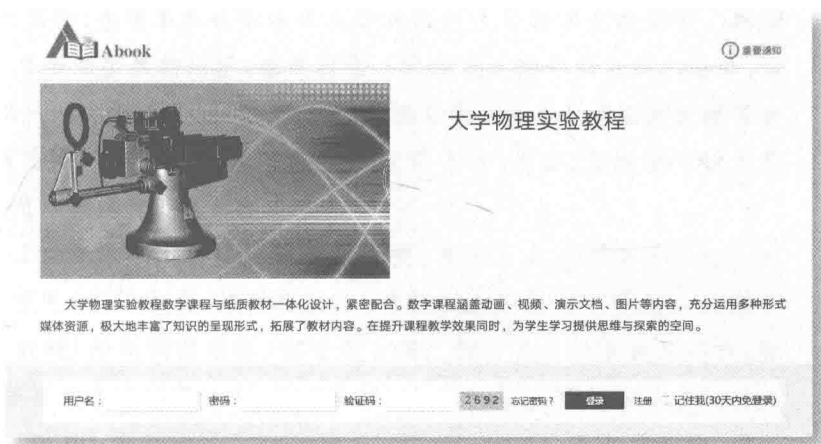 Abook
重要通知
大学物理实验教程
大学物理实验教程数字课程与纸质教材一体化设计，紧密配合。数字课程涵盖动画、视频、演示文档、图片等内容，充分运用多种形式
媒体资源，极大地丰富了知识的呈现形式，拓展了教材内容。在提升课程教学效果同时，为学生学习提供思维与探索的空间。
用户名： 密码： 验证码： 2692 忘记密码？ 登录 注册 记住我(30天内免登录)